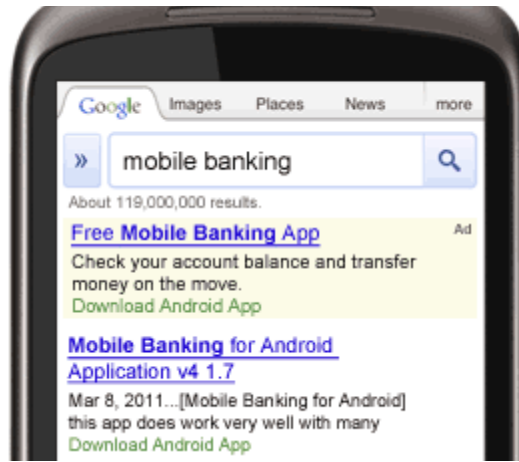 Google Images Places News more
» mobile banking
About 119,000,000 results.
Free Mobile Banking App Ad
Check your account balance and transfer
money on the move.
Download Android App
Mobile Banking for Android
Application v4 1.7
Mar 8, 2011...[Mobile Banking for Android]
this app does work very well with many
Download Android App